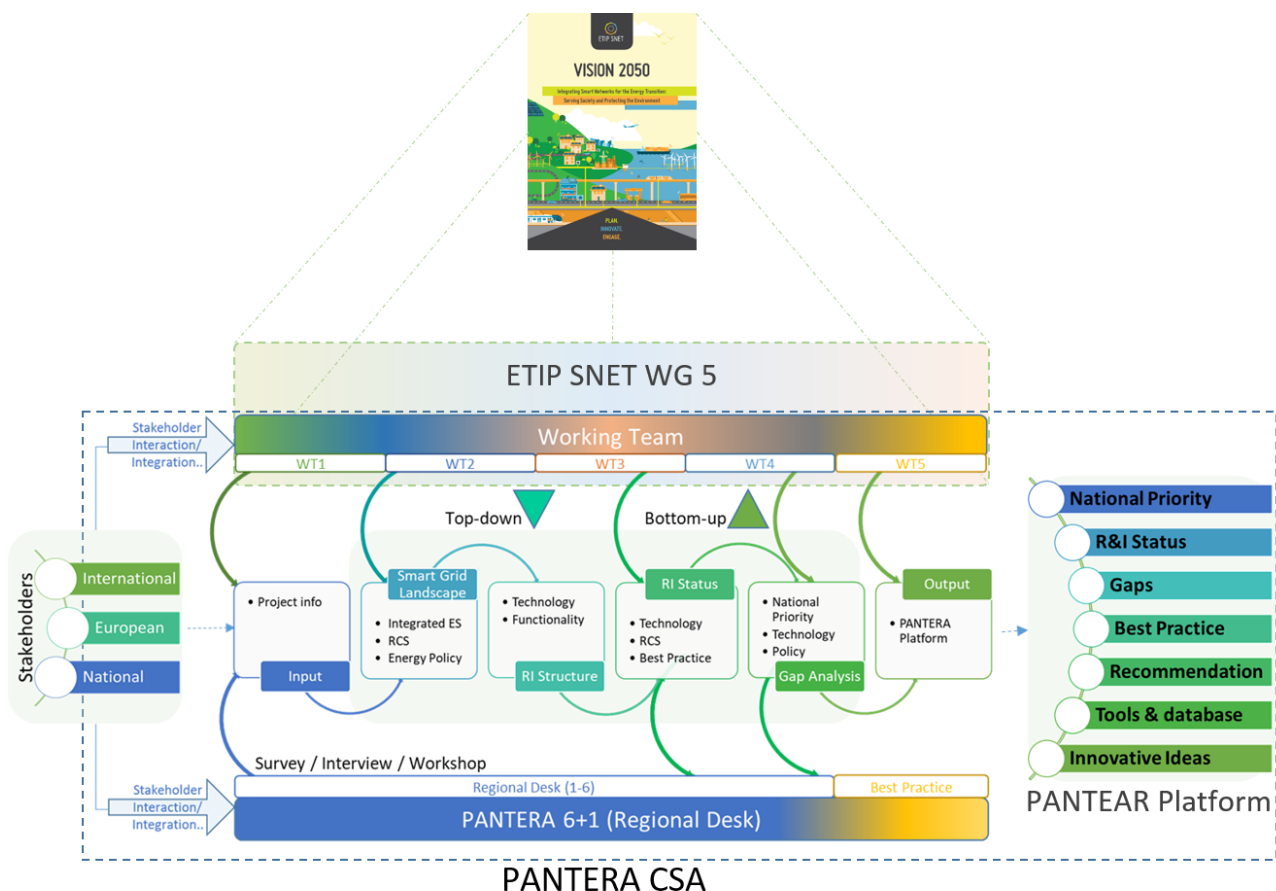 ETIP SNET
VISION 2050
Integrating Smart Networks for the Energy Transition:
Serving Society and Protecting the Environment
PLAN.
INNOVATE.
ENGAGE.
ETIP SNET WG 5
Stakeholder
Interaction/
Integration..
Working Team
WT1
WT2
WT3
WT4
WT5
Top-down
Bottom-up
Stakeholders
International
European
National
• Project info
Input
Smart Grid
Landscape
• Integrated ES
• RCS
• Energy Policy
• Technology
• Functionality
RI Structure
RI Status
• Technology
• RCS
• Best Practice
• National
Priority
• Technology
• Policy
Gap Analysis
Output
• PANTERA
Platform
National Priority
R&I Status
Gaps
Best Practice
Recommendation
Tools & database
Innovative Ideas
PANTEAR Platform
Survey / Interview / Workshop
Stakeholder
Interaction/
Integration..
Regional Desk (1-6)
Best Practice
PANTERA 6+1 (Regional Desk)
PANTERA CSA